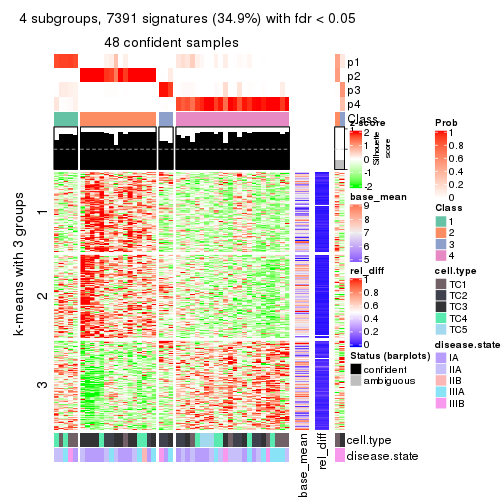 4 subgroups, 7391 signatures (34.9%) with fdr < 0.05
48 confident samples
p1
p2
p3
p4
Class
k-means with 3 groups
1
2
3
1
Silhouette score
z-score
2
1
0
-1
-2
base_mean
9
8
7
6
5
rel_diff
1
0.8
0.6
0.4
0.2
0
Status (barplots)
confident
ambiguous
Prob
1
0.8
0.6
0.4
0.2
0
Class
1
2
3
4
cell.type
TC1
TC2
TC3
TC4
TC5
disease.state
IA
IIA
IIB
IIIA
IIIB
cell.type
disease.state
base_mean
rel_diff